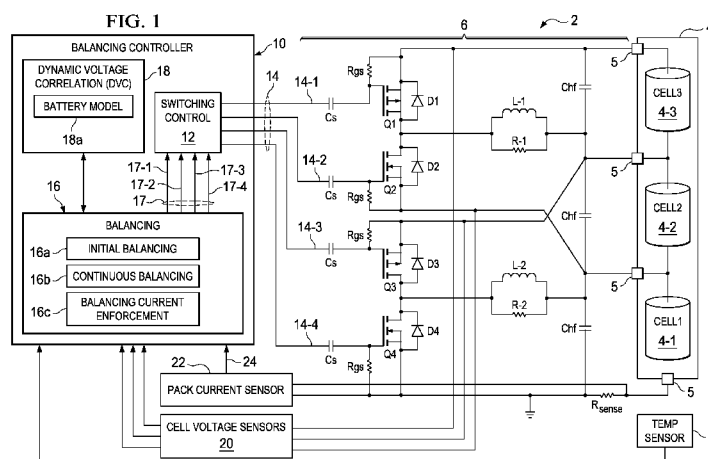 FIG. 1
BALANCING CONTROLLER
10
DYNAMIC VOLTAGE
CORRELATION (DVC)
18
BATTERY MODEL
18a
SWITCHING
CONTROL
12
14
17-1
17-2
17
17-3
17-4
16
BALANCING
16a
INITIAL BALANCING
16b
CONTINUOUS BALANCING
16c
BALANCING CURRENT
ENFORCEMENT
6
2
14-1
Cs
Rgs
Q1
D1
14-2
Cs
Rgs
Q2
D2
14-3
Cs
Rgs
Q3
D3
14-4
Cs
Rgs
Q4
D4
L-1
R-1
L-2
R-2
Chf
Chf
Chf
5
5
5
5
CELL3
4-3
CELL2
4-2
CELL1
4-1
22
24
PACK CURRENT SENSOR
CELL VOLTAGE SENSORS
20
Rsense
TEMP
SENSOR